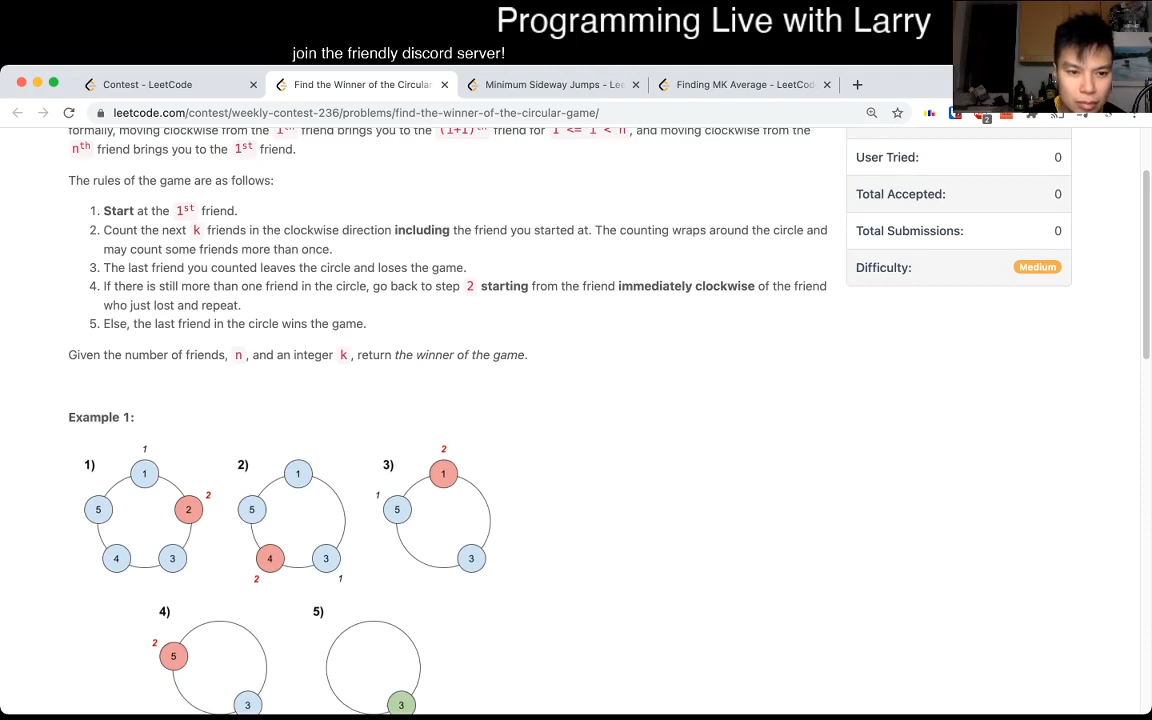 Programming Live with Larry
join the friendly discord server!
Contest - LeetCode
Find the Winner of the Circular
Minimum Sideway Jumps - Lee
Finding MK Average - LeetCod
leetcode.com/contest/weekly-contest-236/problems/find-the-winner-of-the-circular-game/
2
formally, moving clockwise from the ith friend brings you to the (i+1)th friend for 1 <= i < n, and moving clockwise from the
nth friend brings you to the 1st friend.
The rules of the game are as follows:
1. Start at the 1st friend.
2. Count the next k friends in the clockwise direction including the friend you started at. The counting wraps around the circle and
may count some friends more than once.
3. The last friend you counted leaves the circle and loses the game.
4. If there is still more than one friend in the circle, go back to step 2 starting from the friend immediately clockwise of the friend
who just lost and repeat.
5. Else, the last friend in the circle wins the game.
Given the number of friends, n, and an integer k, return the winner of the game.
User Tried: 0
Total Accepted: 0
Total Submissions: 0
Difficulty: Medium
Example 1:
1) 1 1 2 2 3 4 5
2) 1 3 1 4 2 5
3) 2 1 1 5 3
4) 2 5 3
5) 3